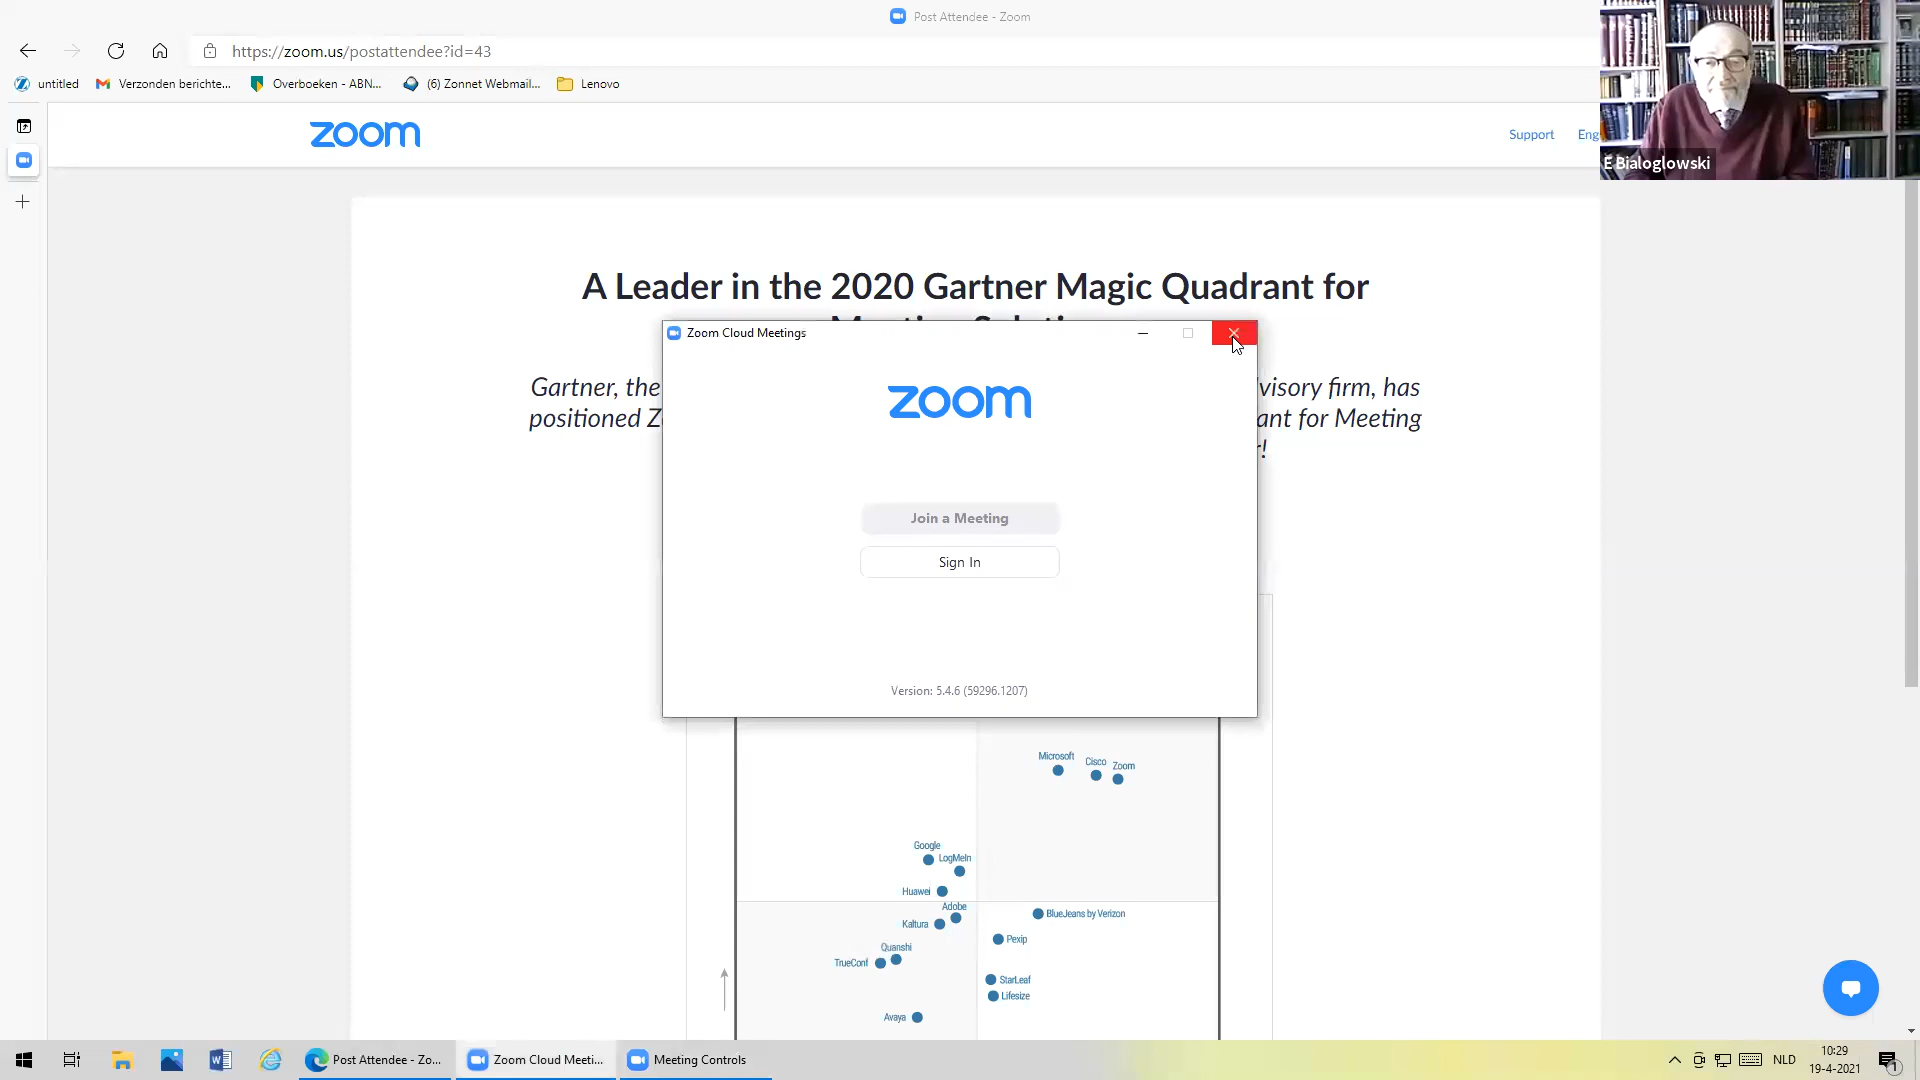 Post Attendee - Zoom
https://zoom.us/postattendee?id=43
untitled
Verzonden berichte...
Overboeken - ABN...
(6) Zonnet Webmail...
Lenovo
zoom
Support
Eng
E Bialoglowski
A Leader in the 2020 Gartner Magic Quadrant for
Zoom Cloud Meetings
Gartner, the
visory firm, has
positioned Z
ant for Meeting
r!
zoom
Join a Meeting
Sign In
Version: 5.4.6 (59296.1207)
Microsoft
Cisco
Zoom
Google
LogMeIn
Huawei
Adobe
Kaltura
BlueJeans by Verizon
Quanshi
Pexip
TrueConf
StarLeaf
Lifesize
Avaya
Post Attendee - Zo...
Zoom Cloud Meeti...
Meeting Controls
NLD
10:29
19-4-2021
1